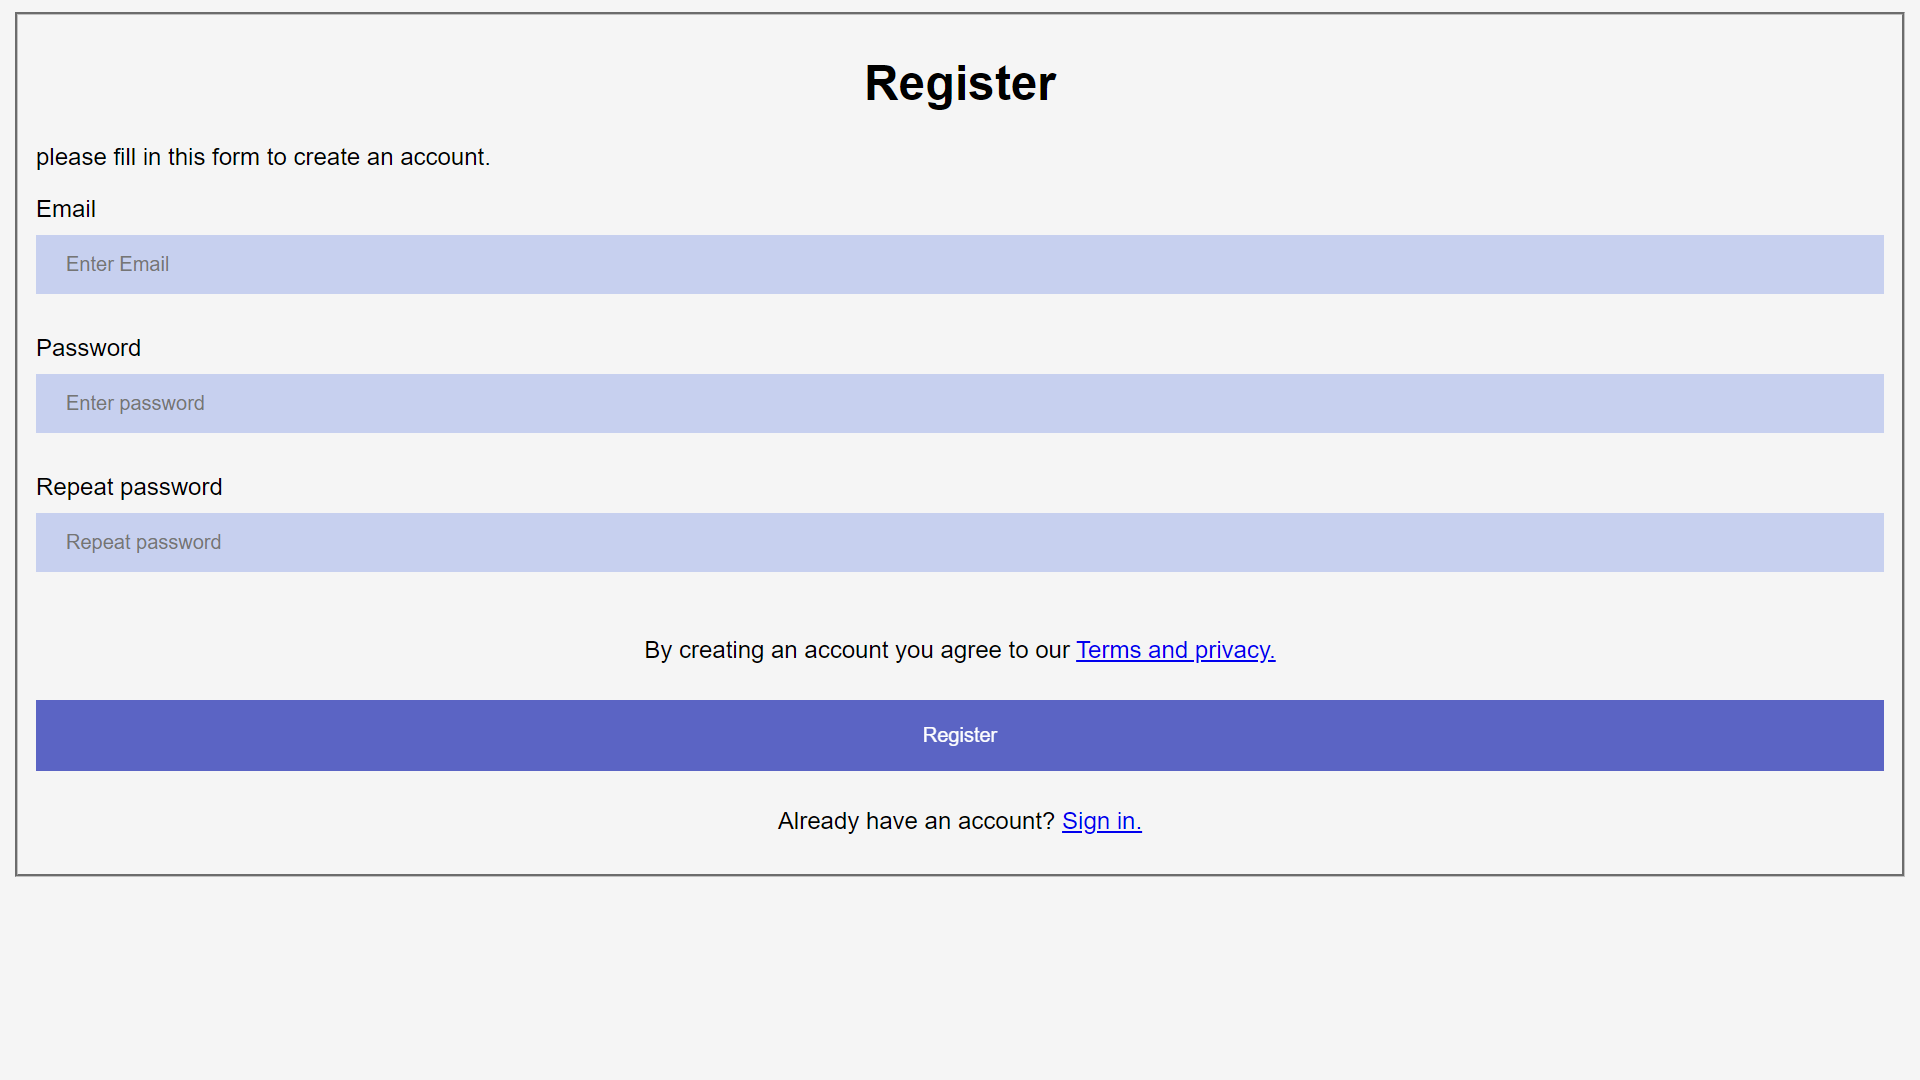 Register
please fill in this form to create an account.
Email
Enter Email
Password
Enter password
Repeat password
Repeat password
By creating an account you agree to our Terms and privacy.
Register
Already have an account? Sign in.